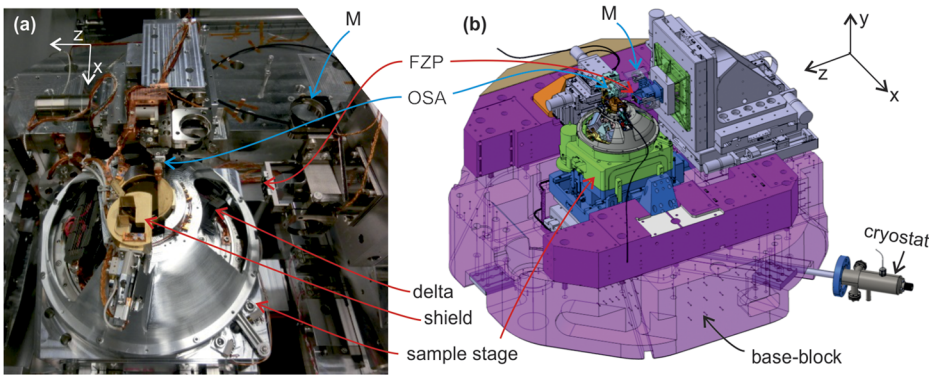 (a)
z
x
M
FZP
OSA
delta
shield
sample stage
(b)
M
y
z
x
cryostat
base-block